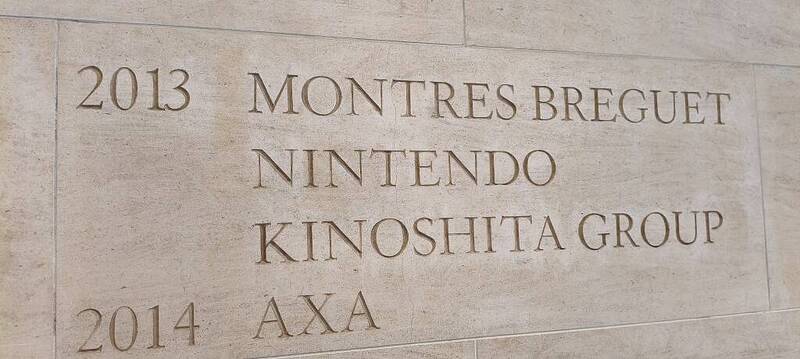 2013 MONTRES BREGUET
NINTENDO
KINOSHITA GROUP
2014 AXA